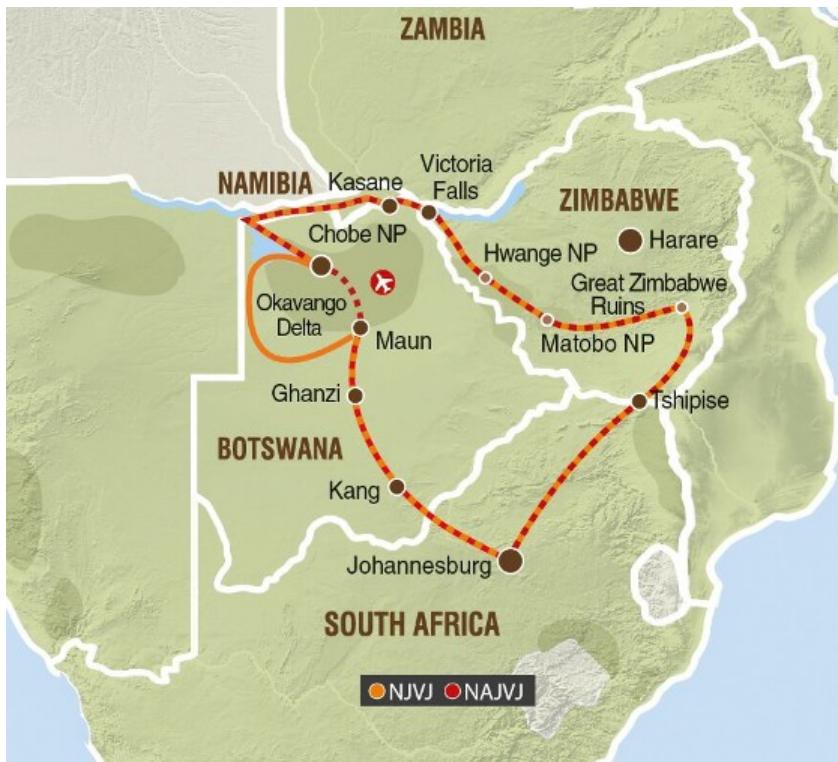 ZAMBIA
Victoria
Falls
NAMIBIA
Kasane
ZIMBABWE
Chobe NP
Harare
Hwange NP
Great Zimbabwe
Ruins
Okavango
Delta
Maun
Matobo NP
Ghanzi
Tshipise
BOTSWANA
Kang
Johannesburg
SOUTH AFRICA
NJVJ NAJVJ